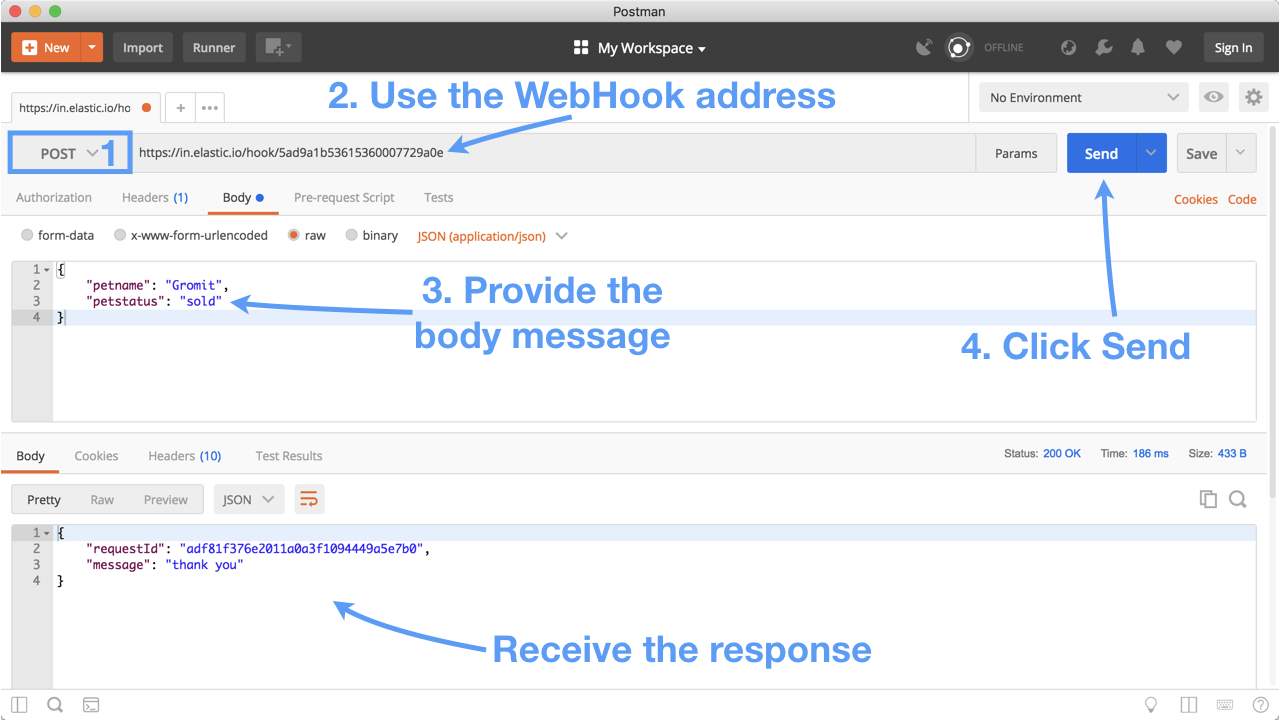 Postman
New Import Runner My Workspace OFFLINE Sign In
https://in.elastic.io/ho + ••• 2. Use the WebHook address No Environment
POST 1 https://in.elastic.io/hook/5ad9a1b53615360007729a0e Params Send Save
Authorization Headers (1) Body Pre-request Script Tests Cookies Code
form-data x-www-form-urlencoded raw binary JSON (application/json)
1 {
2 "petname": "Gromit",
3 "petstatus": "sold"
4 }
3. Provide the
body message
4. Click Send
Body Cookies Headers (10) Test Results Status: 200 OK Time: 186 ms Size: 433 B
Pretty Raw Preview JSON
1 {
2 "requestId": "adf81f376e2011a0a3f1094449a5e7b0",
3 "message": "thank you"
4 }
Receive the response